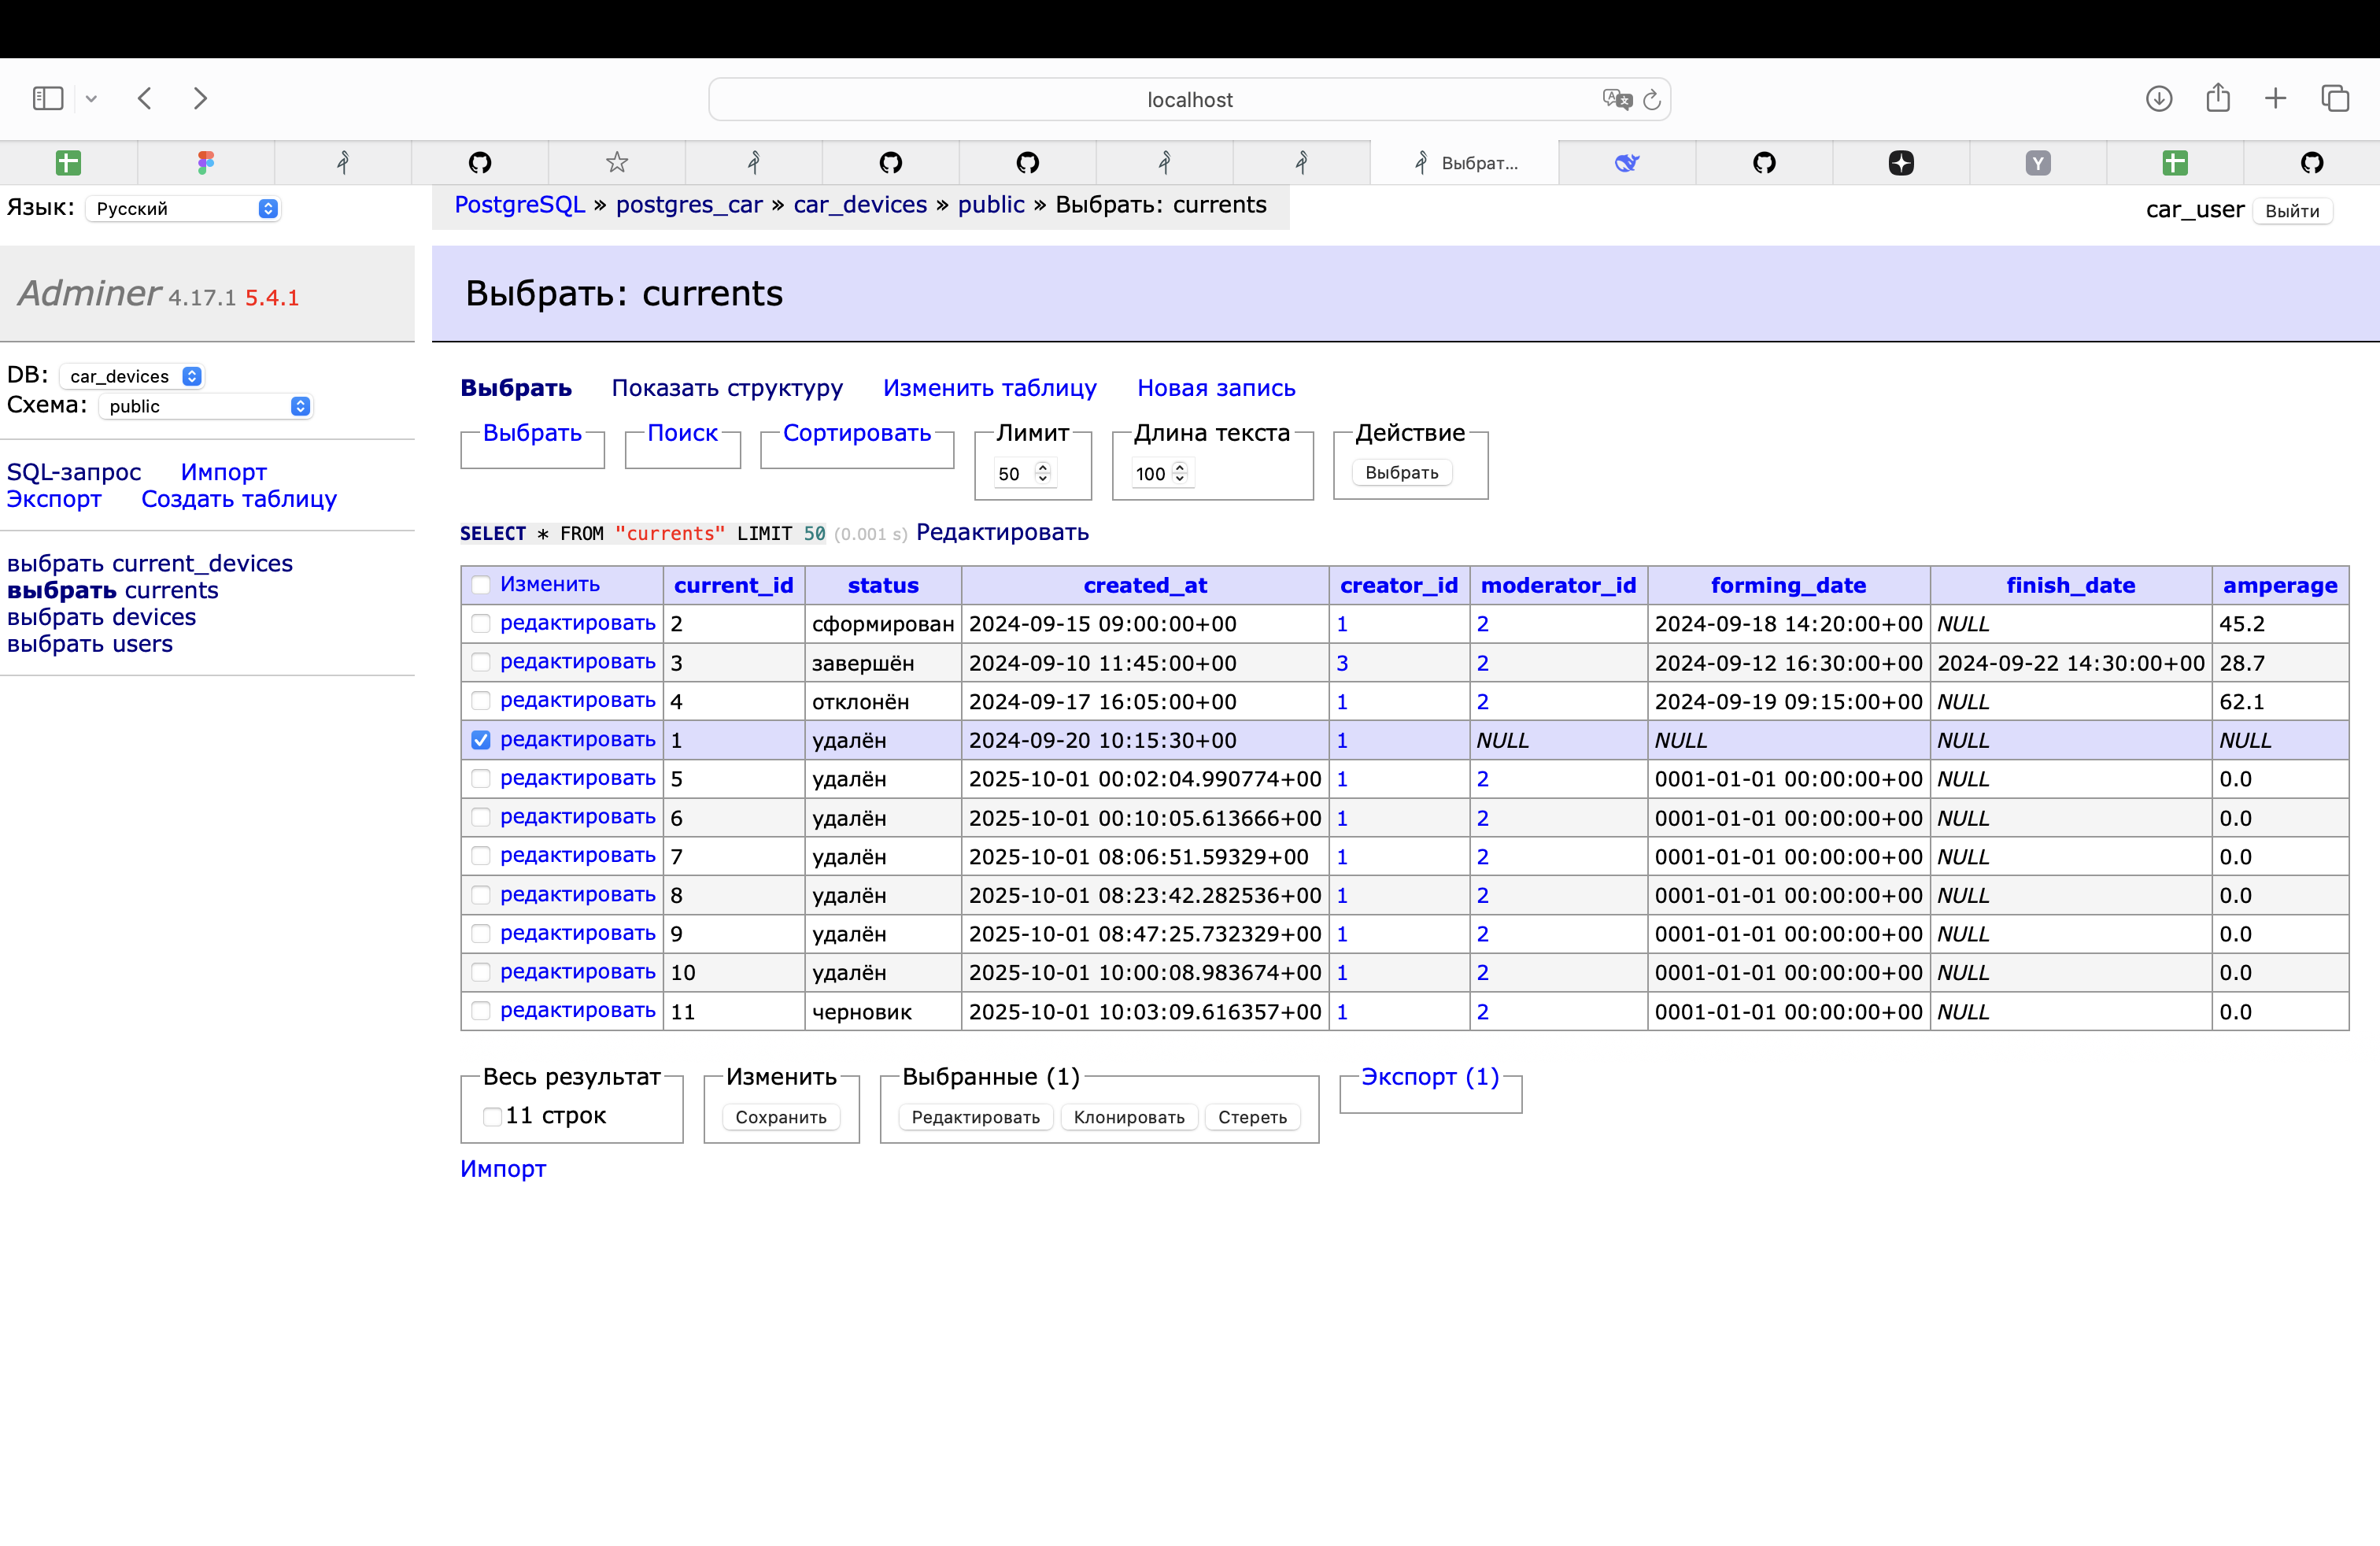 localhost
Выбрат...
Y
Язык: Русский
PostgreSQL » postgres_car » car_devices » public » Выбрать: currents
car_user Выйти
Adminer 4.17.1 5.4.1
Выбрать: currents
DB: car_devices
Схема: public
SQL-запрос Импорт
Экспорт Создать таблицу
выбрать current_devices
выбрать currents
выбрать devices
выбрать users
Выбрать Показать структуру Изменить таблицу Новая запись
Выбрать Поиск Сортировать Лимит Длина текста Действие
50 100 Выбрать
SELECT * FROM "currents" LIMIT 50 (0.001 s) Редактировать
Изменить current_id status created_at creator_id moderator_id forming_date finish_date amperage
редактировать 2 сформирован 2024-09-15 09:00:00+00 1 2 2024-09-18 14:20:00+00 NULL 45.2
редактировать 3 завершён 2024-09-10 11:45:00+00 3 2 2024-09-12 16:30:00+00 2024-09-22 14:30:00+00 28.7
редактировать 4 отклонён 2024-09-17 16:05:00+00 1 2 2024-09-19 09:15:00+00 NULL 62.1
редактировать 1 удалён 2024-09-20 10:15:30+00 1 NULL NULL NULL NULL
редактировать 5 удалён 2025-10-01 00:02:04.990774+00 1 2 0001-01-01 00:00:00+00 NULL 0.0
редактировать 6 удалён 2025-10-01 00:10:05.613666+00 1 2 0001-01-01 00:00:00+00 NULL 0.0
редактировать 7 удалён 2025-10-01 08:06:51.59329+00 1 2 0001-01-01 00:00:00+00 NULL 0.0
редактировать 8 удалён 2025-10-01 08:23:42.282536+00 1 2 0001-01-01 00:00:00+00 NULL 0.0
редактировать 9 удалён 2025-10-01 08:47:25.732329+00 1 2 0001-01-01 00:00:00+00 NULL 0.0
редактировать 10 удалён 2025-10-01 10:00:08.983674+00 1 2 0001-01-01 00:00:00+00 NULL 0.0
редактировать 11 черновик 2025-10-01 10:03:09.616357+00 1 2 0001-01-01 00:00:00+00 NULL 0.0
Весь результат Изменить Выбранные (1) Экспорт (1)
11 строк Сохранить Редактировать Клонировать Стереть
Импорт